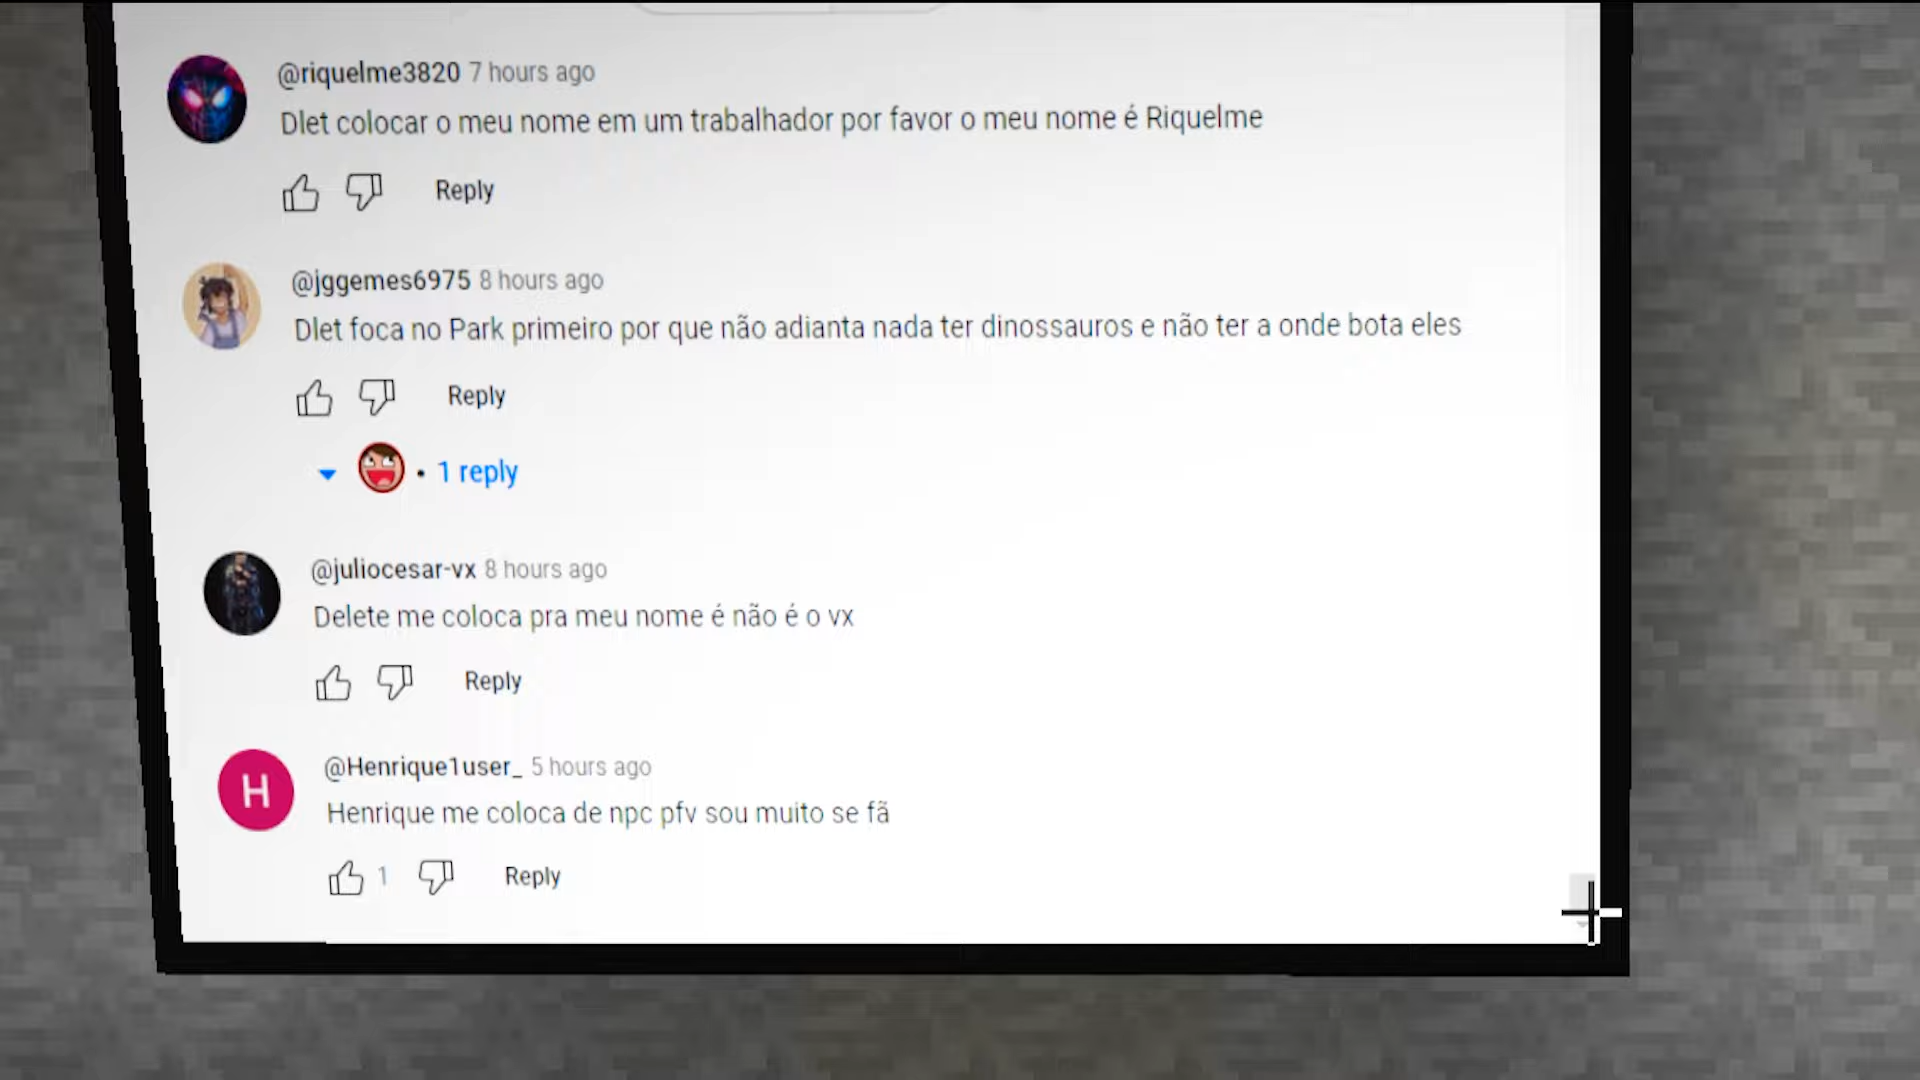 @riquelme3820 7 hours ago
Dlet colocar o meu nome em um trabalhador por favor o meu nome é Riquelme
Reply
@jggemes6975 8 hours ago
Dlet foca no Park primeiro por que não adianta nada ter dinossauros e não ter a onde bota eles
Reply
• 1 reply
@juliocesar-vx 8 hours ago
Delete me coloca pra meu nome é não é o vx
Reply
H
@Henrique1user_ 5 hours ago
Henrique me coloca de npc pfv sou muito se fã
1 Reply